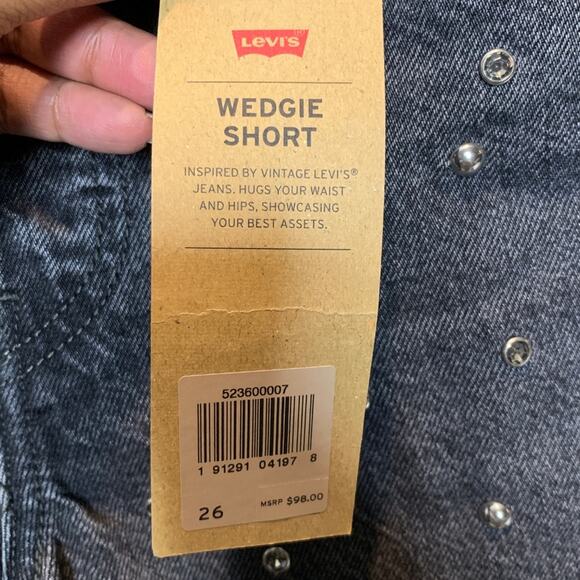 Levi's
WEDGIE
SHORT
INSPIRED BY VINTAGE LEVI'S®
JEANS. HUGS YOUR WAIST
AND HIPS, SHOWCASING
YOUR BEST ASSETS.
523600007
1 91291 04197 8
26 MSRP $98.00